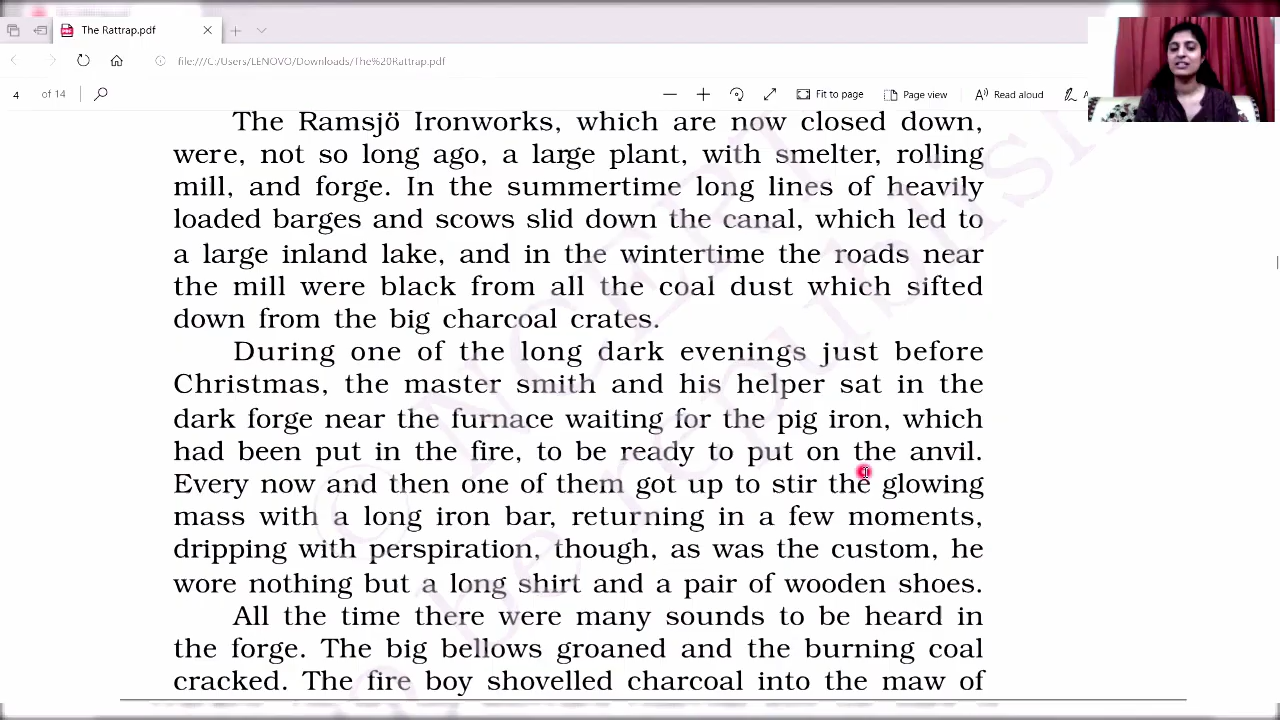 The Rattrap.pdf
file:///C:/Users/LENOVO/Downloads/The%20Rattrap.pdf
4 of 14
Fit to page
Page view
Read aloud
The Ramsjö Ironworks, which are now closed down,
were, not so long ago, a large plant, with smelter, rolling
mill, and forge. In the summertime long lines of heavily
loaded barges and scows slid down the canal, which led to
a large inland lake, and in the wintertime the roads near
the mill were black from all the coal dust which sifted
down from the big charcoal crates.
During one of the long dark evenings just before
Christmas, the master smith and his helper sat in the
dark forge near the furnace waiting for the pig iron, which
had been put in the fire, to be ready to put on the anvil.
Every now and then one of them got up to stir the glowing
mass with a long iron bar, returning in a few moments,
dripping with perspiration, though, as was the custom, he
wore nothing but a long shirt and a pair of wooden shoes.
All the time there were many sounds to be heard in
the forge. The big bellows groaned and the burning coal
cracked. The fire boy shovelled charcoal into the maw of
© NCERT
be republish